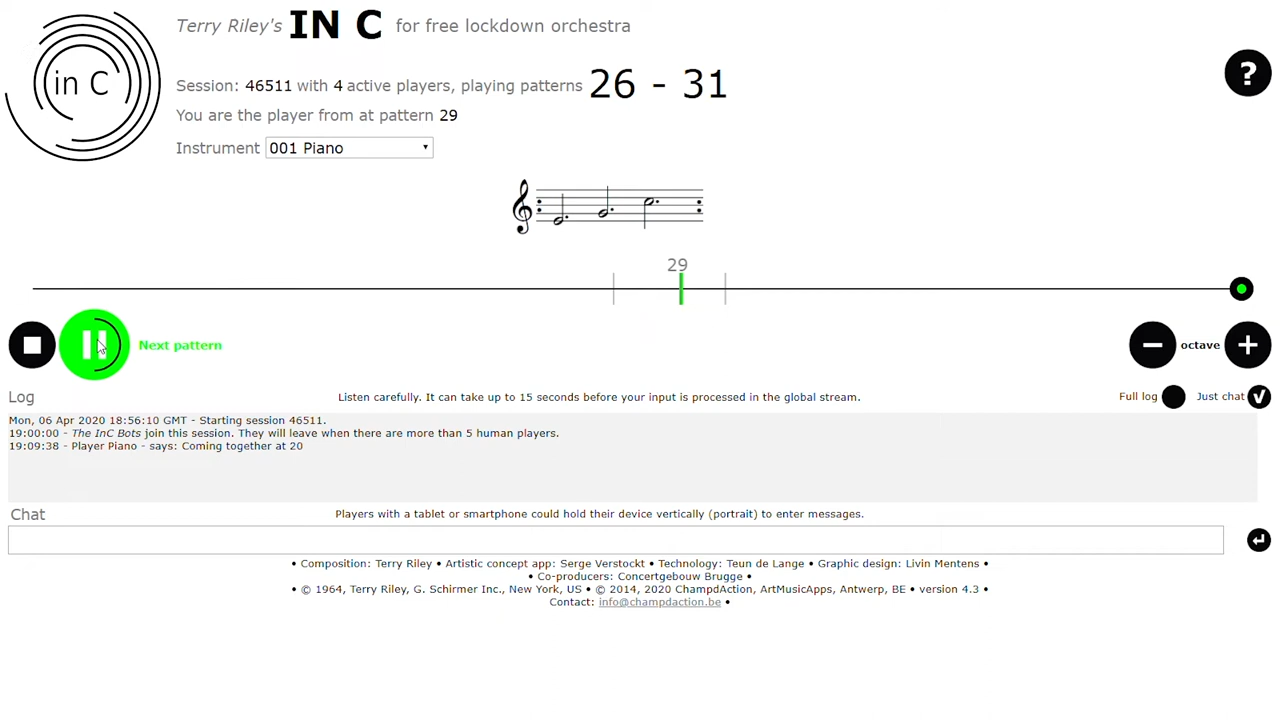 in C
Terry Riley's IN C for free lockdown orchestra
?
Session: 46511 with 4 active players, playing patterns 26 - 31
You are the player from at pattern 29
Instrument 001 Piano
29
Next pattern
octave
Log
Listen carefully. It can take up to 15 seconds before your input is processed in the global stream.
Full log
Just chat
Mon, 06 Apr 2020 18:56:10 GMT - Starting session 46511.
19:00:00 - The InC Bots join this session. They will leave when there are more than 5 human players.
19:09:38 - Player Piano - says: Coming together at 20
Chat
Players with a tablet or smartphone could hold their device vertically (portrait) to enter messages.
• Composition: Terry Riley • Artistic concept app: Serge Verstockt • Technology: Teun de Lange • Graphic design: Livin Mentens •
• Co-producers: Concertgebouw Brugge •
• © 1964, Terry Riley, G. Schirmer Inc., New York, US • © 2014, 2020 ChampdAction, ArtMusicApps, Antwerp, BE • version 4.3 •
Contact: info@champdaction.be •